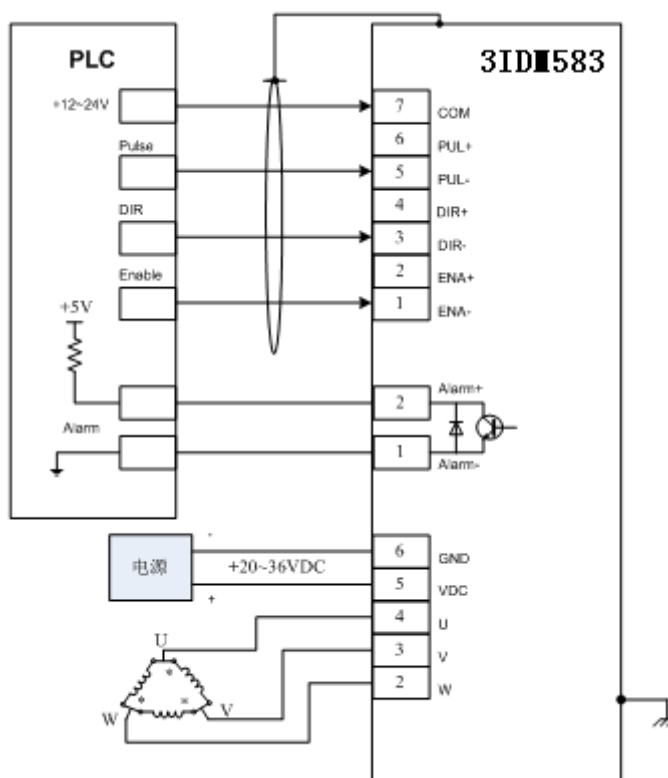 PLC
3IDM583
+12~24V
7
COM
6
PUL+
Pulse
5
PUL-
4
DIR+
DIR
3
DIR-
2
ENA+
Enable
1
ENA-
+5V
2
Alarm+
Alarm
1
Alarm-
-
6
GND
电源
+20~36VDC
5
VDC
+
4
U
U
3
V
2
W
W
V